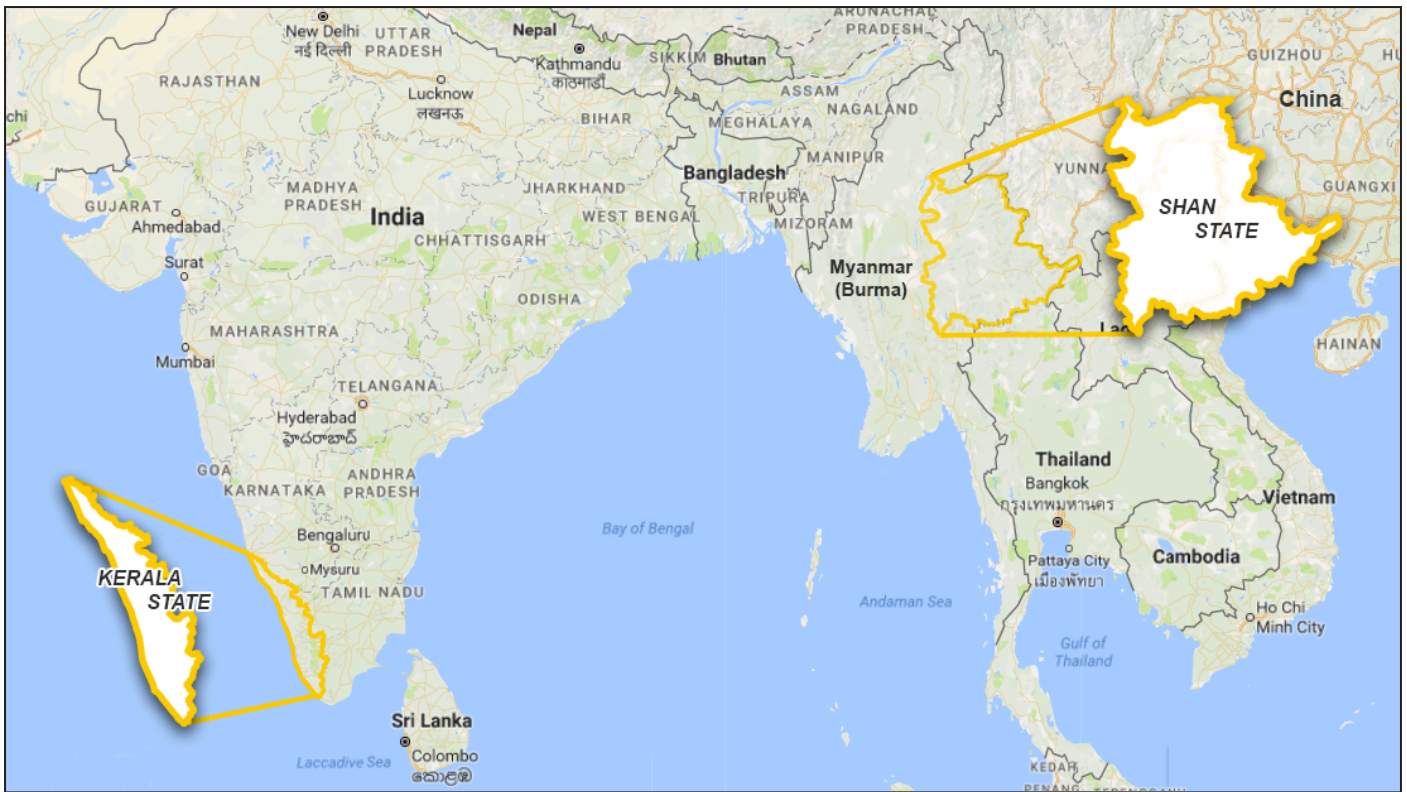 ARUNACHAL
PRADESH
New Delhi
नई दिल्ली
UTTAR
PRADESH
Nepal
SIKKIM
Bhutan
GUIZHOU
Kathmandu
काठमाडौं
RAJASTHAN
Lucknow
लखनऊ
ASSAM
NAGALAND
China
chi
BIHAR
MEGHALAYA
MANIPUR
Bangladesh
YUNNA
MADHYA
PRADESH
JHARKHAND
GUANGXI
GUJARAT
Ahmedabad
India
WEST BENGAL
TRIPURA
MIZORAM
SHAN
STATE
CHHATTISGARH
Surat
Myanmar
(Burma)
ODISHA
MAHARASHTRA
Mumbai
HAINAN
TELANGANA
Hyderabad
హైదరాబాద్
GOA
KARNATAKA
ANDHRA
PRADESH
Thailand
Bangkok
กรุงเทพมหานคร
Vietnam
Bay of Bengal
Bengaluru
Mysuru
Pattaya City
เมืองพัทยา
Cambodia
KERALA
STATE
TAMIL NADU
Andaman Sea
Ho Chi
Minh City
Gulf of
Thailand
Sri Lanka
Colombo
කොළඹ
Laccadive Sea
KEDAH